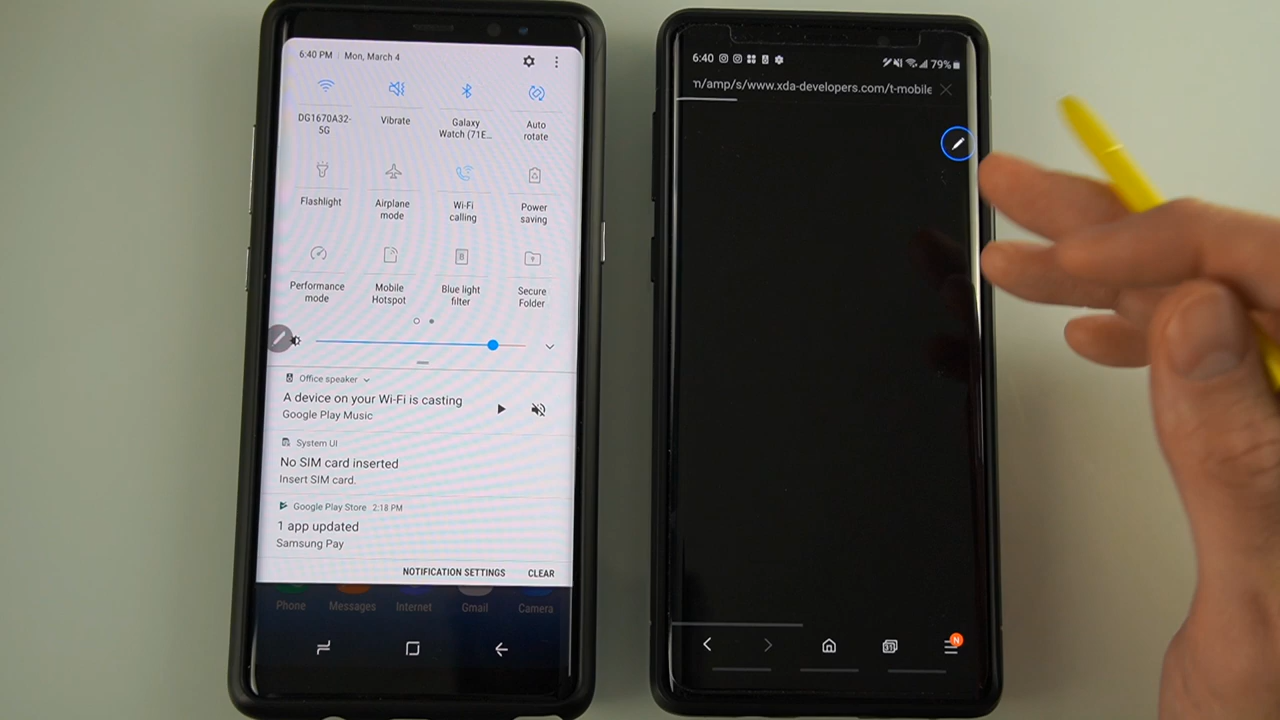 6:40 PM | Mon, March 4
DG1670A32-
5G
Vibrate
Galaxy
Watch (71E...
Auto
rotate
Flashlight
Airplane
mode
Wi-Fi
calling
Power
saving
Performance
mode
Mobile
Hotspot
B
Blue light
filter
Secure
Folder
Office speaker
A device on your Wi-Fi is casting
Google Play Music
System UI
No SIM card inserted
Insert SIM card.
Google Play Store 2:18 PM
1 app updated
Samsung Pay
NOTIFICATION SETTINGS CLEAR
Phone
Messages
Internet
Gmail
Camera
6:40
79%
n/amp/s/www.xda-developers.com/t-mobile
31
N